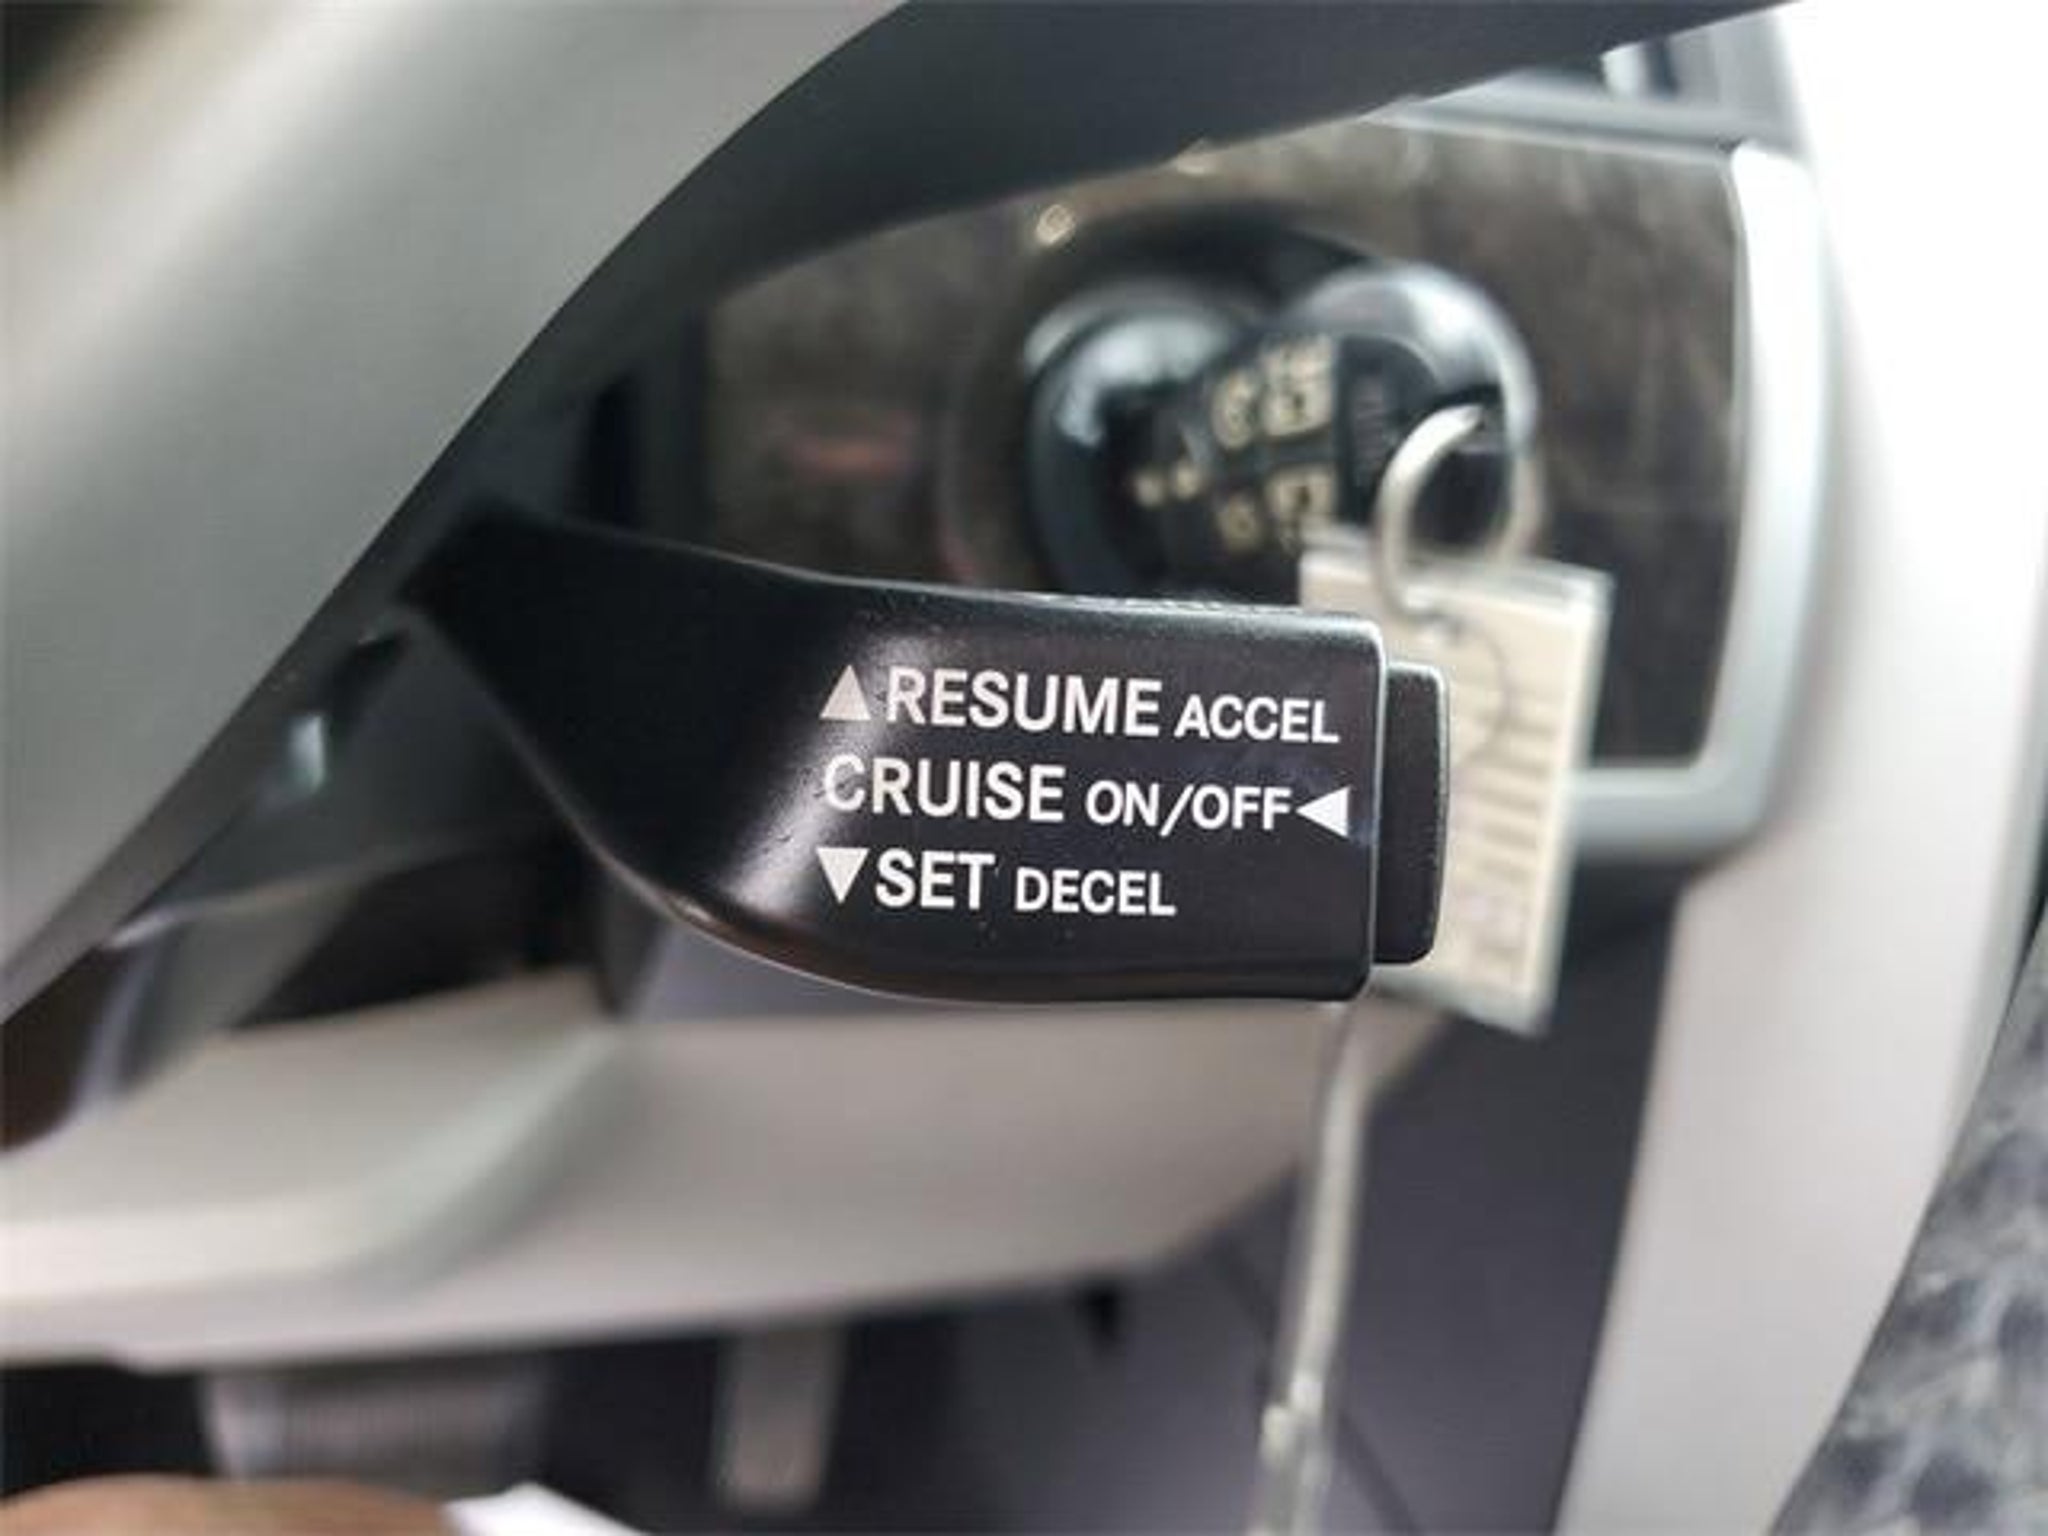 ▲RESUME ACCEL
CRUISE ON/OFF◀
▼SET DECEL